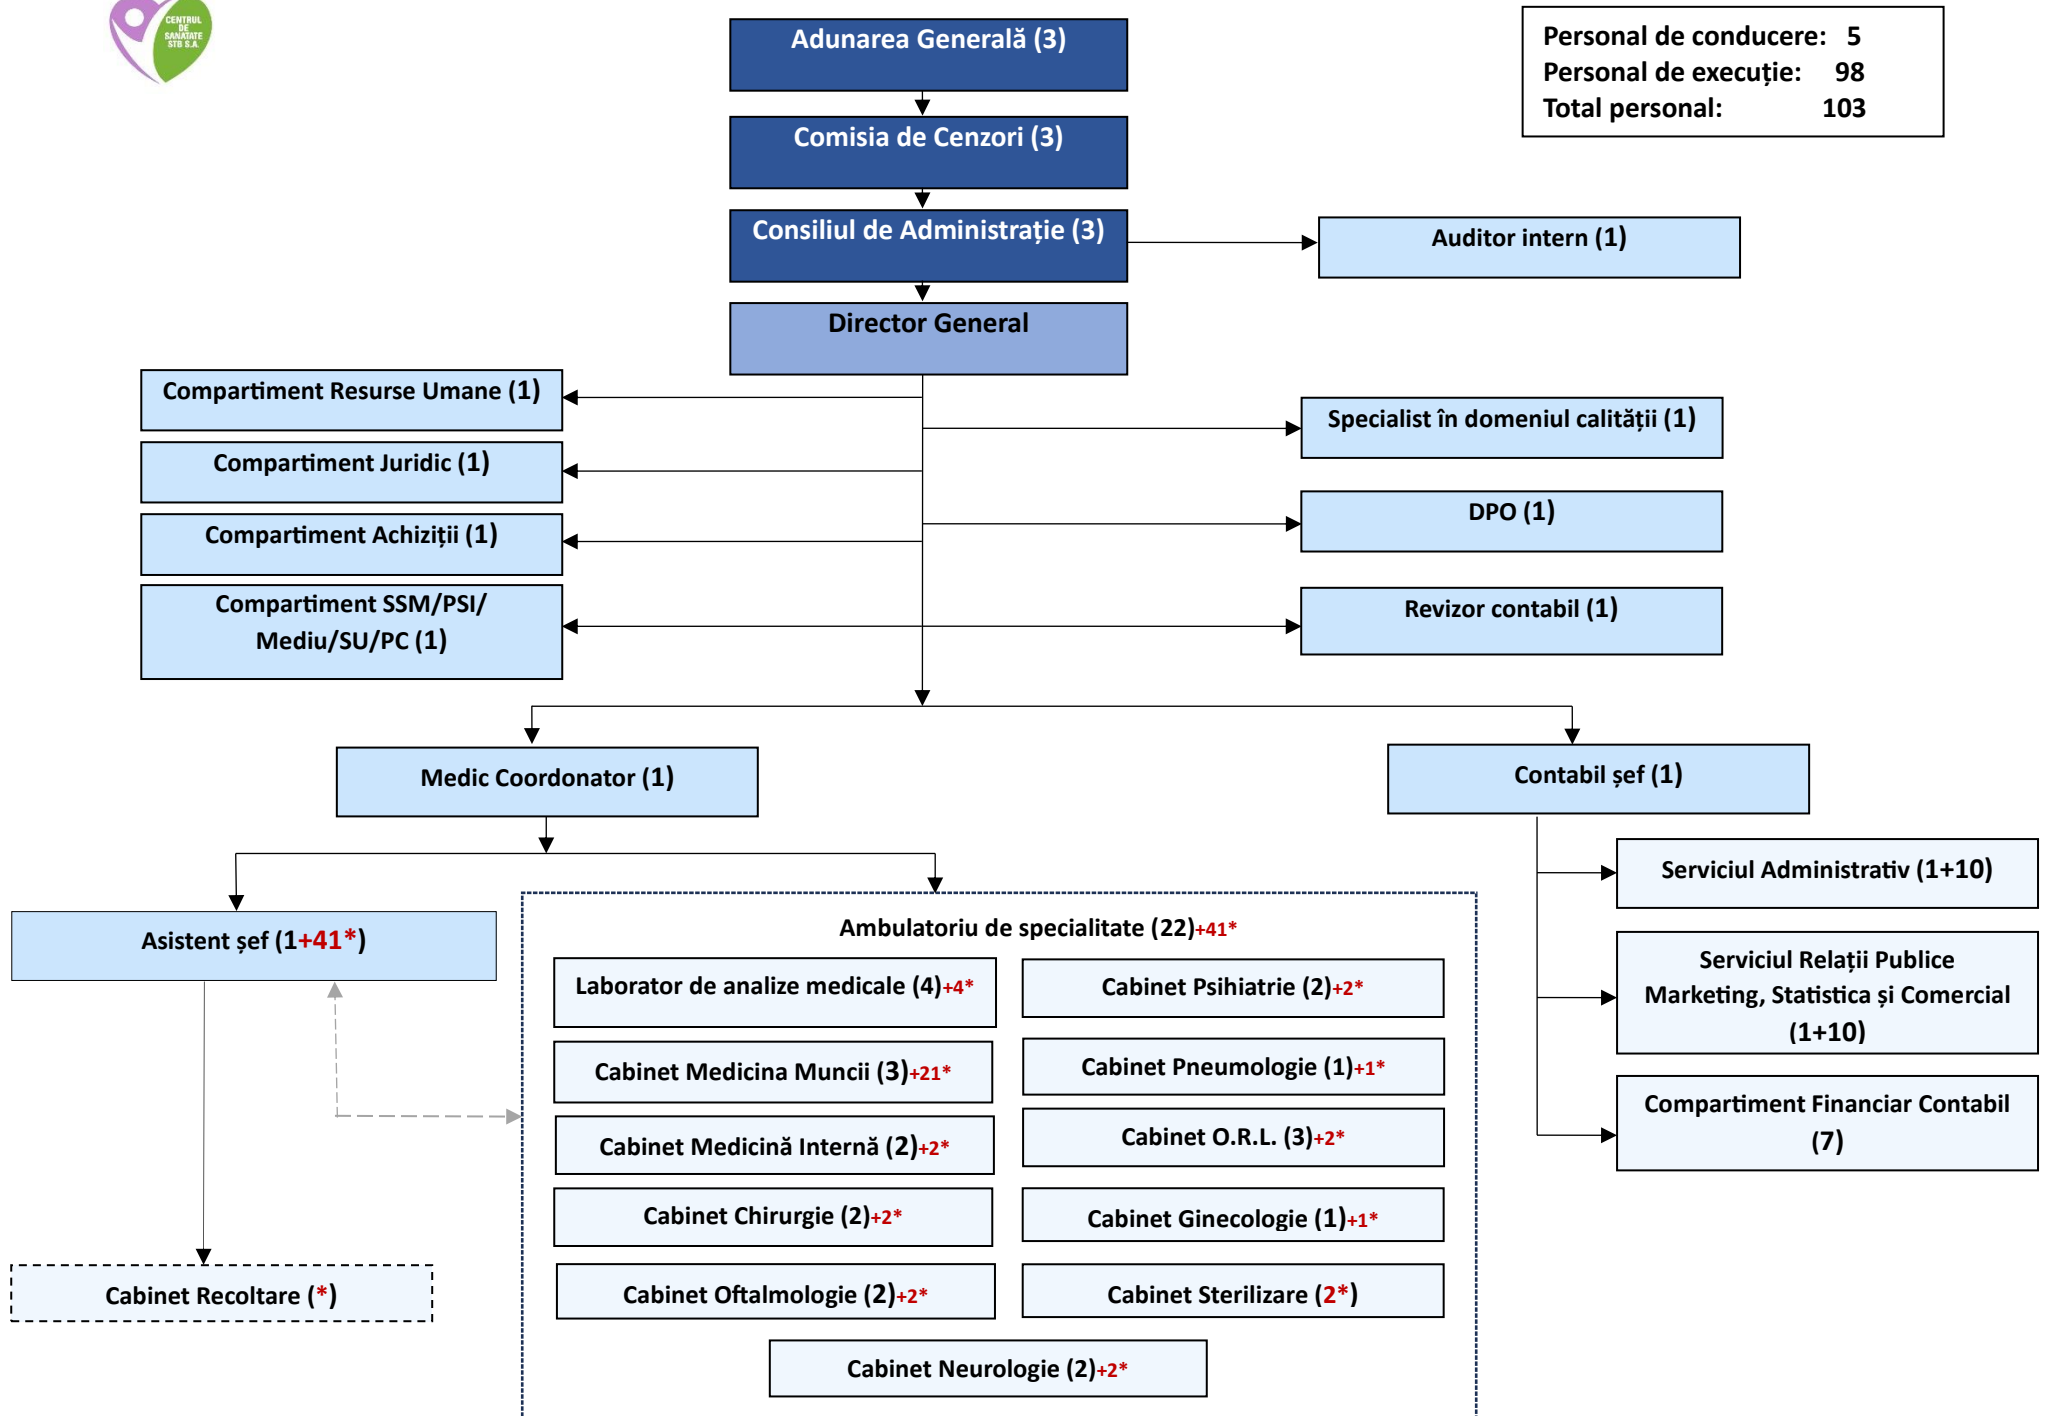 CENTRUL
DE
SANATATE
STB S.A.
Adunarea Generală (3)
Personal de conducere: 5
Personal de execuție: 98
Total personal: 103
Comisia de Cenzori (3)
Consiliul de Administrație (3)
Auditor intern (1)
Director General
Compartiment Resurse Umane (1)
Specialist în domeniul calității (1)
Compartiment Juridic (1)
DPO (1)
Compartiment Achiziții (1)
Compartiment SSM/PSI/
Mediu/SU/PC (1)
Revizor contabil (1)
Medic Coordonator (1)
Contabil șef (1)
Serviciul Administrativ (1+10)
Serviciul Relații Publice
Marketing, Statistica și Comercial
(1+10)
Compartiment Financiar Contabil
(7)
Asistent șef (1+41*)
Cabinet Recoltare (*)
Ambulatoriu de specialitate (22)+41*
Laborator de analize medicale (4)+4*
Cabinet Psihiatrie (2)+2*
Cabinet Medicina Muncii (3)+21*
Cabinet Pneumologie (1)+1*
Cabinet Medicină Internă (2)+2*
Cabinet O.R.L. (3)+2*
Cabinet Chirurgie (2)+2*
Cabinet Ginecologie (1)+1*
Cabinet Oftalmologie (2)+2*
Cabinet Sterilizare (2*)
Cabinet Neurologie (2)+2*